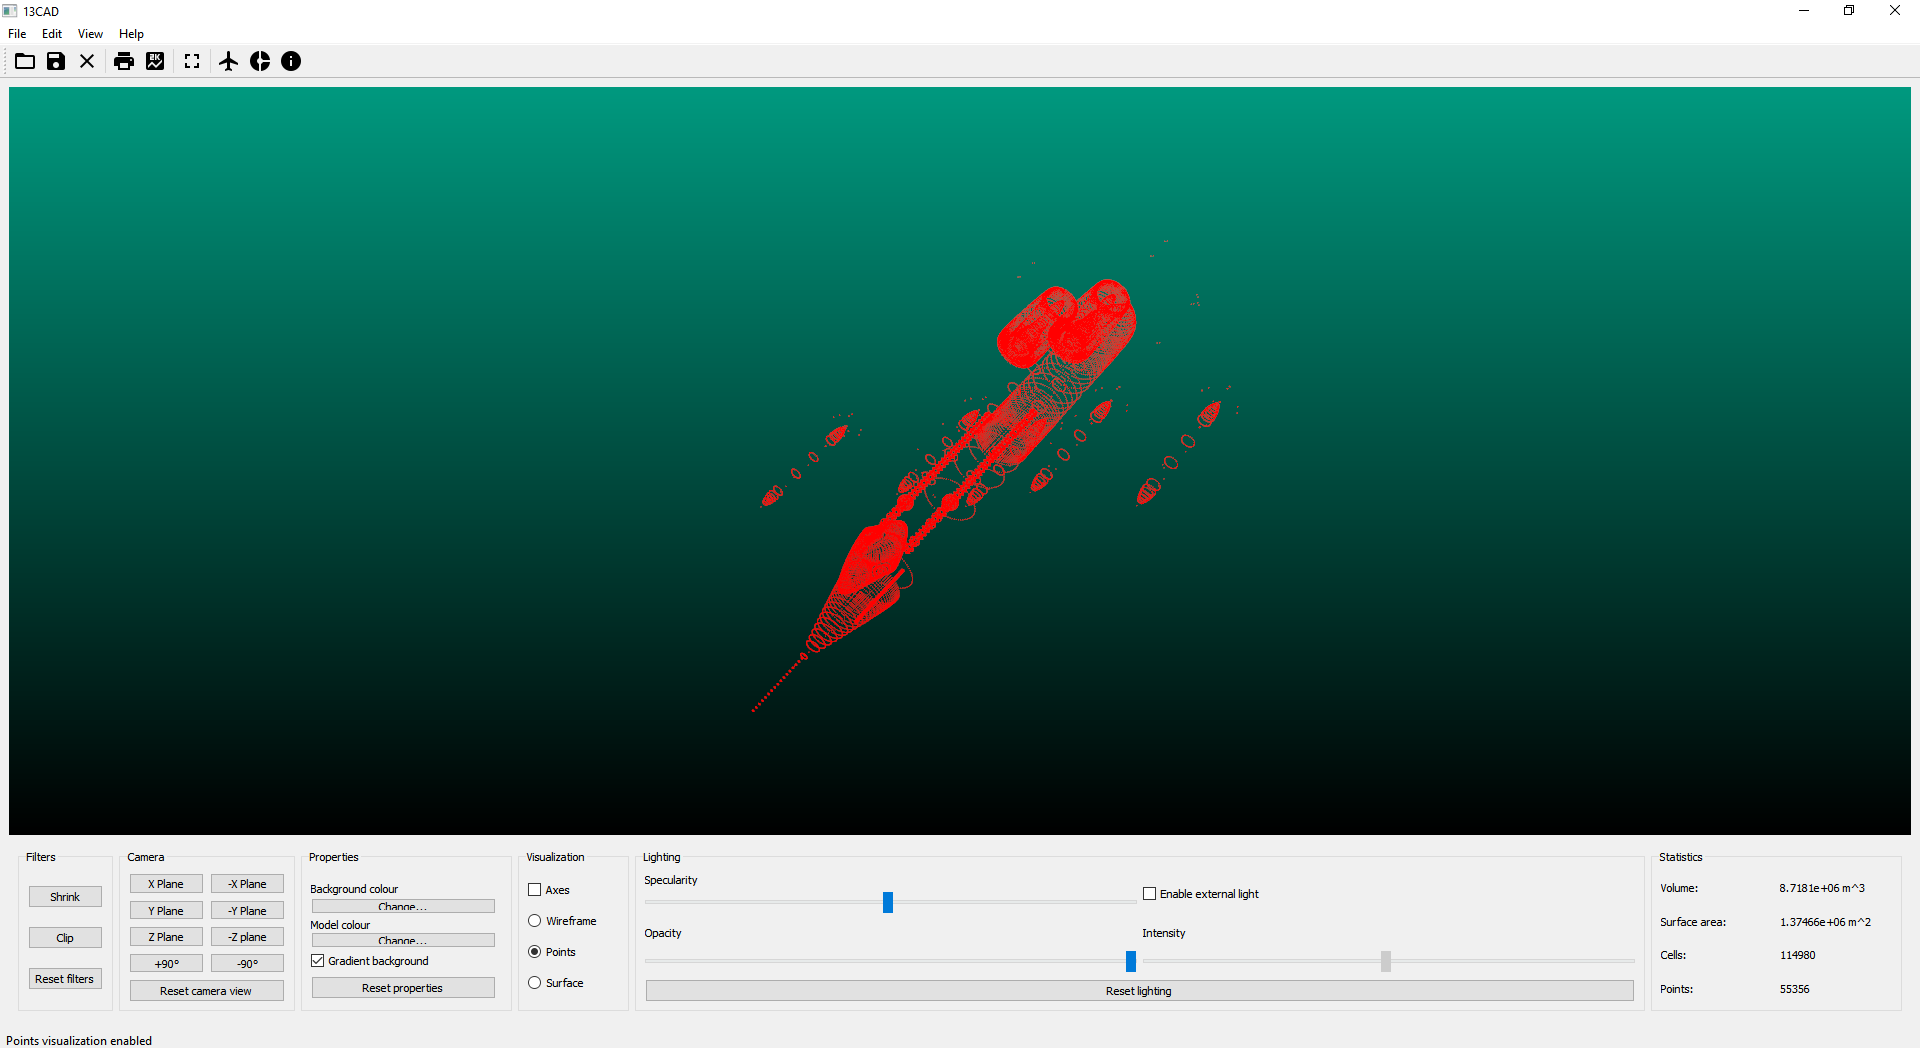 13CAD
File Edit View Help
Filters
Shrink
Clip
Reset filters
Camera
X Plane -X Plane
Y Plane -Y Plane
Z Plane -Z plane
+90° -90°
Reset camera view
Properties
Background colour
Change...
Model colour
Change...
Gradient background
Reset properties
Visualization
Axes
Wireframe
Points
Surface
Lighting
Specularity
Enable external light
Opacity
Intensity
Reset lighting
Statistics
Volume: 8.7181e+06 m^3
Surface area: 1.37466e+06 m^2
Cells: 114980
Points: 55356
Points visualization enabled